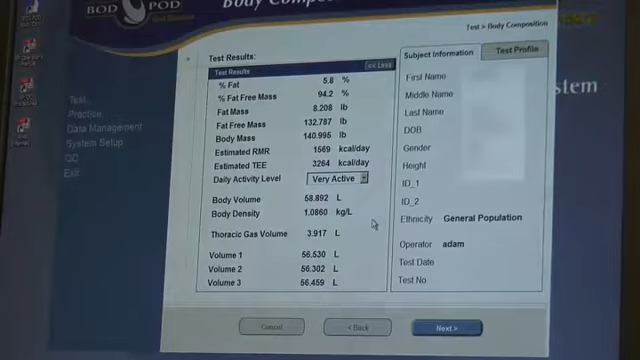 BOD POD
Gold Standard
Body Compos
Test > Body Composition
stem
Test
Practice
Data Management
System Setup
QC
Exit
Test Results:
Test Results
<< Less
% Fat 5.8 %
% Fat Free Mass 94.2 %
Fat Mass 8.208 lb
Fat Free Mass 132.787 lb
Body Mass 140.995 lb
Estimated RMR 1569 kcal/day
Estimated TEE 3264 kcal/day
Daily Activity Level Very Active
Body Volume 58.892 L
Body Density 1.0860 kg/L
Thoracic Gas Volume 3.917 L
Volume 1 56.530 L
Volume 2 56.302 L
Volume 3 56.459 L
Subject Information
Test Profile
First Name
Middle Name
Last Name
DOB
Gender
Height
ID_1
ID_2
Ethnicity General Population
Operator adam
Test Date
Test No
Cancel
< Back
Next >